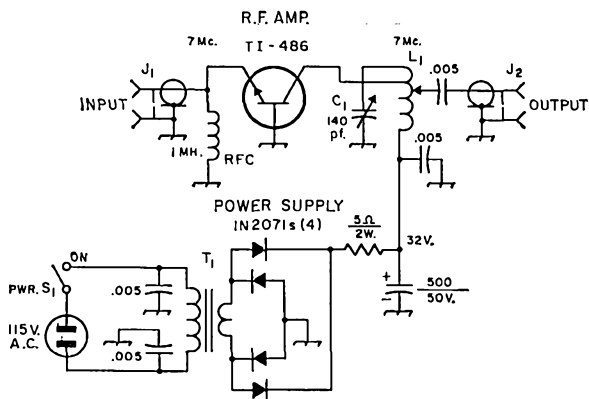 R.F. AMP.
TI-486
7Mc.
7Mc.
L1
J1
.005
J2
INPUT
OUTPUT
C1
140
pf.
.005
1 MH.
RFC
POWER SUPPLY
1N2071s (4)
5Ω
2W.
32V.
T1
ON
PWR. S1
.005
+
500
-
50V.
115V.
A.C.
.005